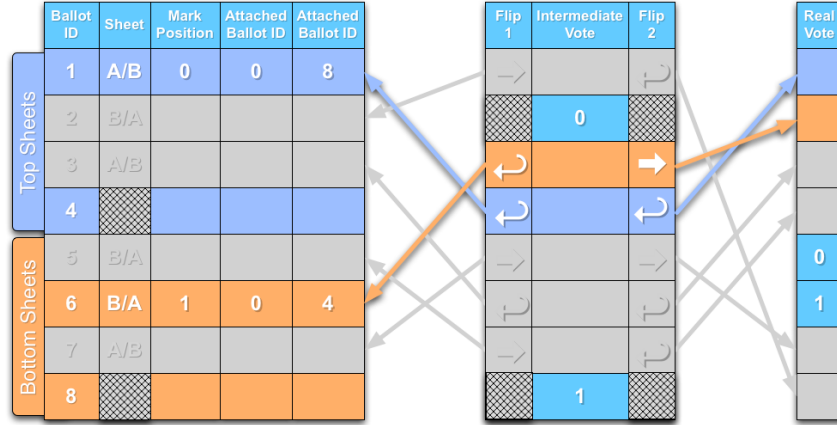 Ballot ID Sheet Mark Position Attached Ballot ID Attached Ballot ID
Top Sheets
1 A/B 0 0 8
2 B/A
3 A/B
4
Bottom Sheets
5 B/A
6 B/A 1 0 4
7 A/B
8
Flip 1 Intermediate Vote Flip 2
0
1
Real Vote
0
1